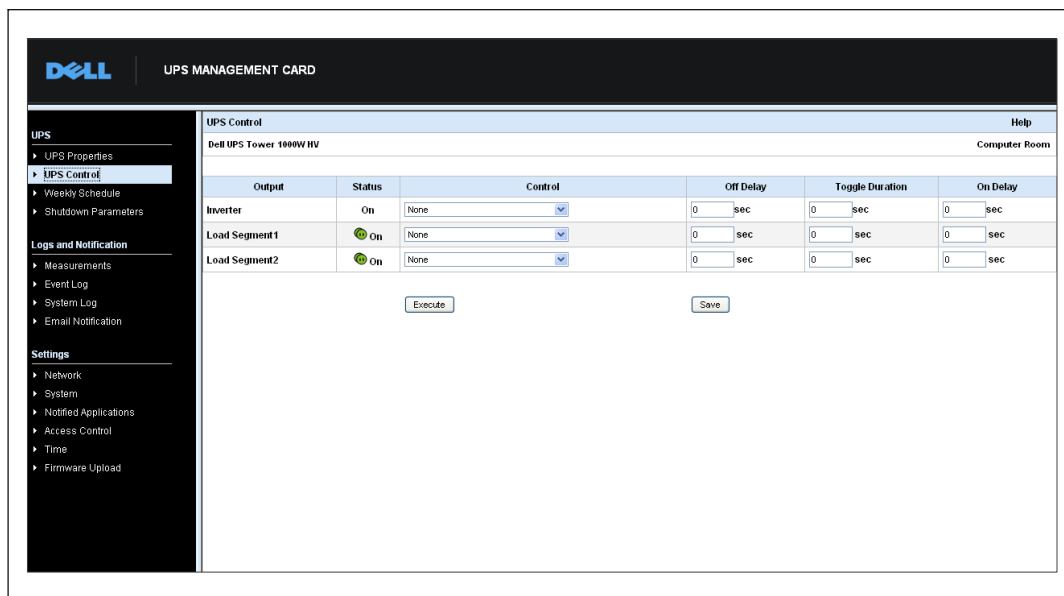 DELL
UPS MANAGEMENT CARD
UPS
UPS Properties
UPS Control
Weekly Schedule
Shutdown Parameters
Logs and Notification
Measurements
Event Log
System Log
Email Notification
Settings
Network
System
Notified Applications
Access Control
Time
Firmware Upload
UPS Control Help
Dell UPS Tower 1000W HV Computer Room
Output Status Control Off Delay Toggle Duration On Delay
Inverter On None 0 sec 0 sec 0 sec
Load Segment1 On None 0 sec 0 sec 0 sec
Load Segment2 On None 0 sec 0 sec 0 sec
Execute Save